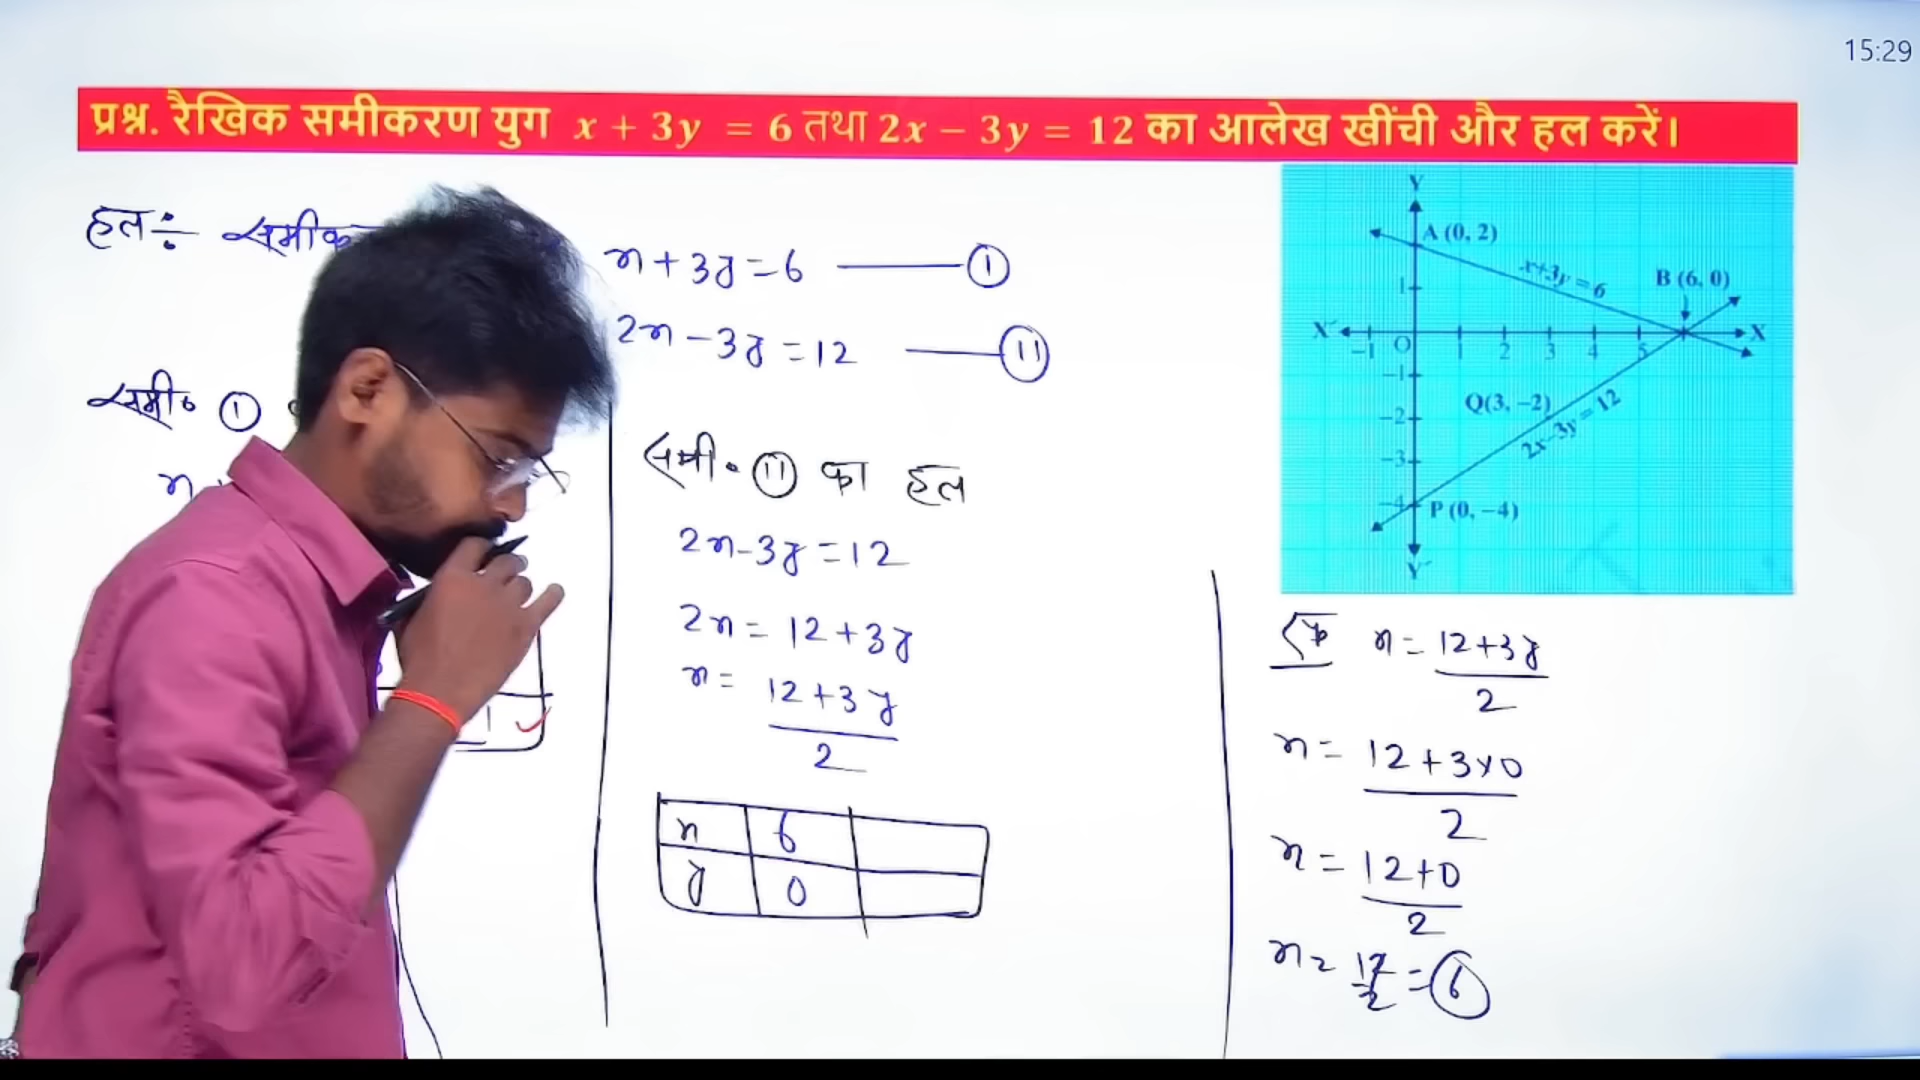 15:29
प्रश्न. रैखिक समीकरण युग x + 3y = 6 तथा 2x − 3y = 12 का आलेख खींची और हल करें।
हल÷ समीक
x+3y=6 ——— (1)
2x-3y=12 ——— (11)
समी० (1)
x
1 ✓
समी. (11) का हल
2x-3y=12
2x=12+3y
x=12+3y/2
x 6
y 0
Y
A (0, 2)
x+3y=6
B (6, 0)
1
X′ X
-1 O 1 2 3 4 5
-1
-2
Q(3, −2)
2x-3y=12
-3
-4 P (0, −4)
Y′
x=12+3y/2
x=12+3×0/2
x=12+0/2
x=12/2=6